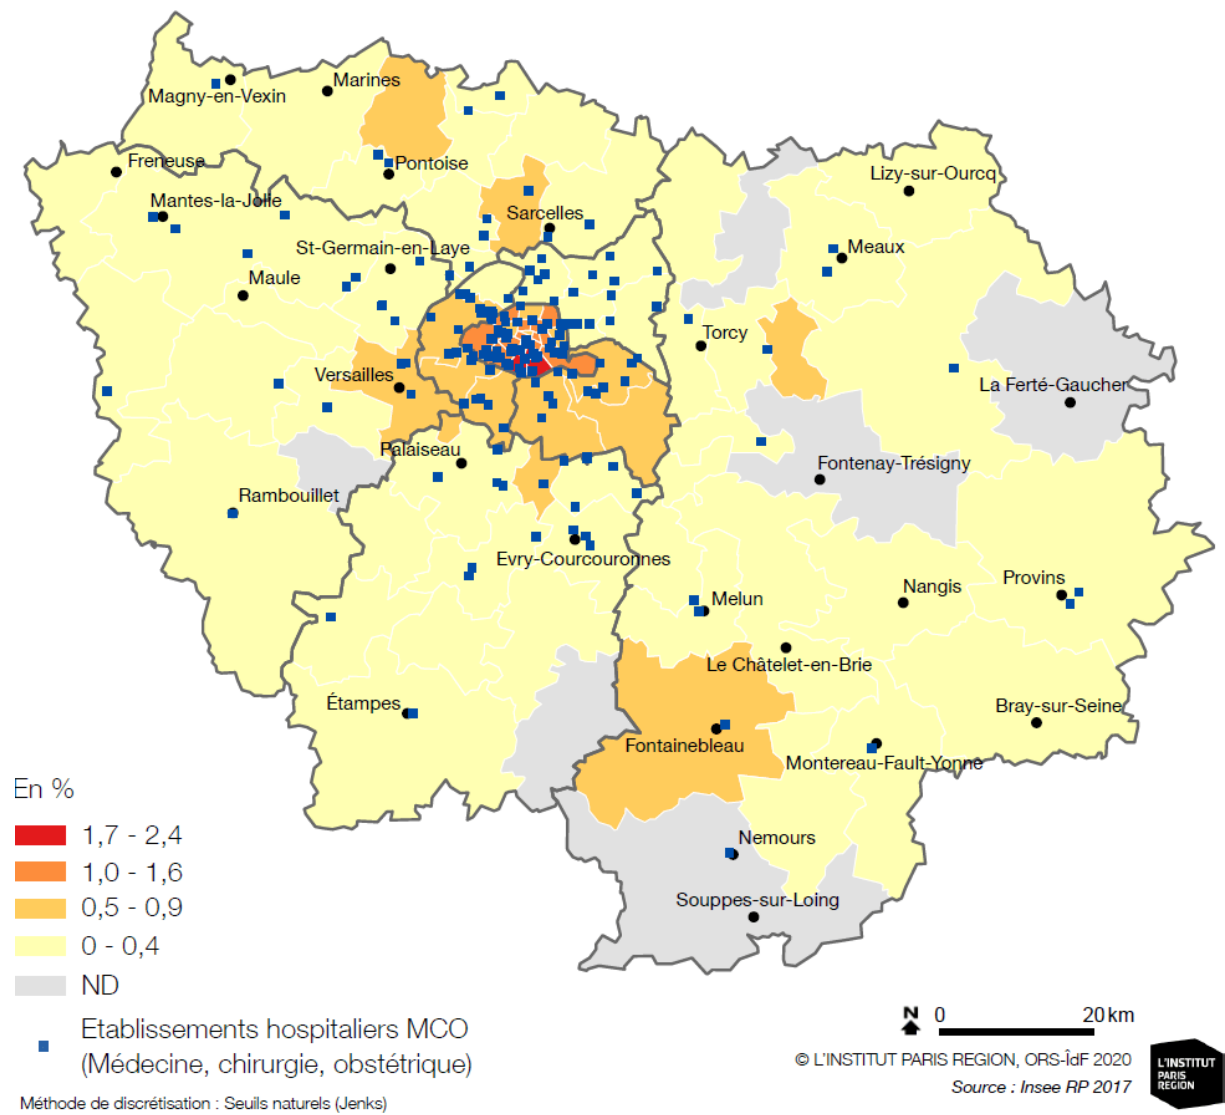 Marines
Magny-en-Vexin
Freneuse
Pontoise
Lizy-sur-Ourcq
Mantes-la-Jolie
Sarcelles
St-Germain-en-Laye
Meaux
Maule
Torcy
Versailles
La Ferté-Gaucher
Palaiseau
Fontenay-Trésigny
Rambouillet
Evry-Courcouronnes
Provins
Nangis
Melun
Le Châtelet-en-Brie
Étampes
Bray-sur-Seine
Fontainebleau
Montereau-Fault-Yonne
En %
1,7 - 2,4
Nemours
1,0 - 1,6
0,5 - 0,9
Souppes-sur-Loing
0 - 0,4
ND
Etablissements hospitaliers MCO
(Médecine, chirurgie, obstétrique)
N 0 20 km
© L'INSTITUT PARIS REGION, ORS-ÎdF 2020
Source : Insee RP 2017
L'INSTITUT
PARIS
REGION
Méthode de discrétisation : Seuils naturels (Jenks)